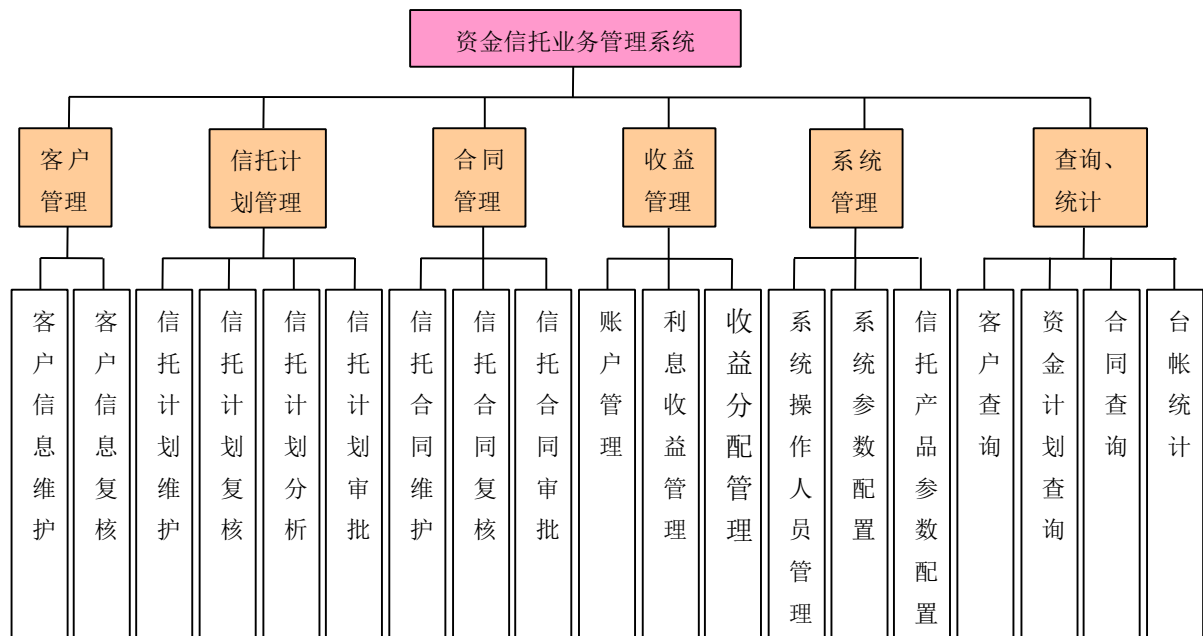 资金信托业务管理系统
客户
管理
信托计
划管理
合同
管理
收益
管理
系统
管理
查询、
统计
客户信息维护
客户信息复核
信托计划维护
信托计划复核
信托计划分析
信托计划审批
信托合同维护
信托合同复核
信托合同审批
账户管理
利息收益管理
收益分配管理
系统操作人员管理
系统参数配置
信托产品参数配置
客户查询
资金计划查询
合同查询
台帐统计